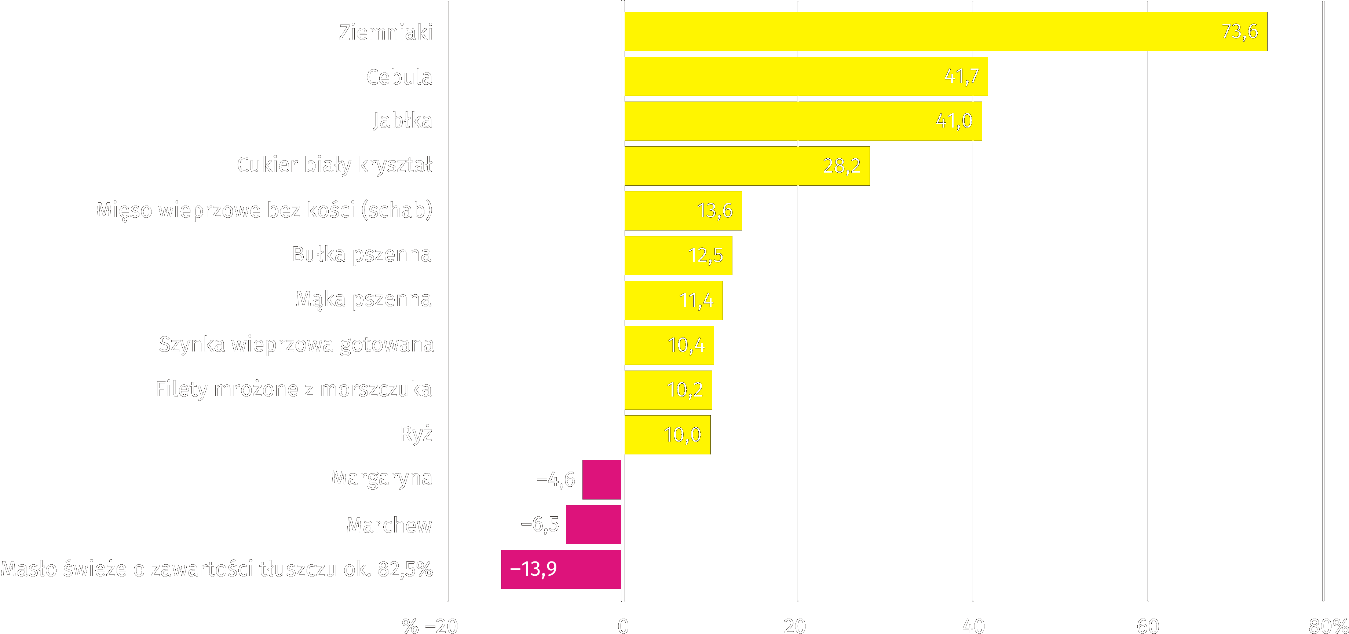 Ziemniaki 73,6
Cebula 41,7
Jabłka 41,0
Cukier biały kryształ 28,2
Mięso wieprzowe bez kości (schab) 13,6
Bułka pszenna 12,5
Mąka pszenna 11,4
Szynka wieprzowa gotowana 10,4
Filety mrożone z morszczuka 10,2
Ryż 10,0
Margaryna −4,6
Marchew −6,5
Masło świeże o zawartości tłuszczu ok. 82,5% −13,9
% −20 0 20 40 60 80%